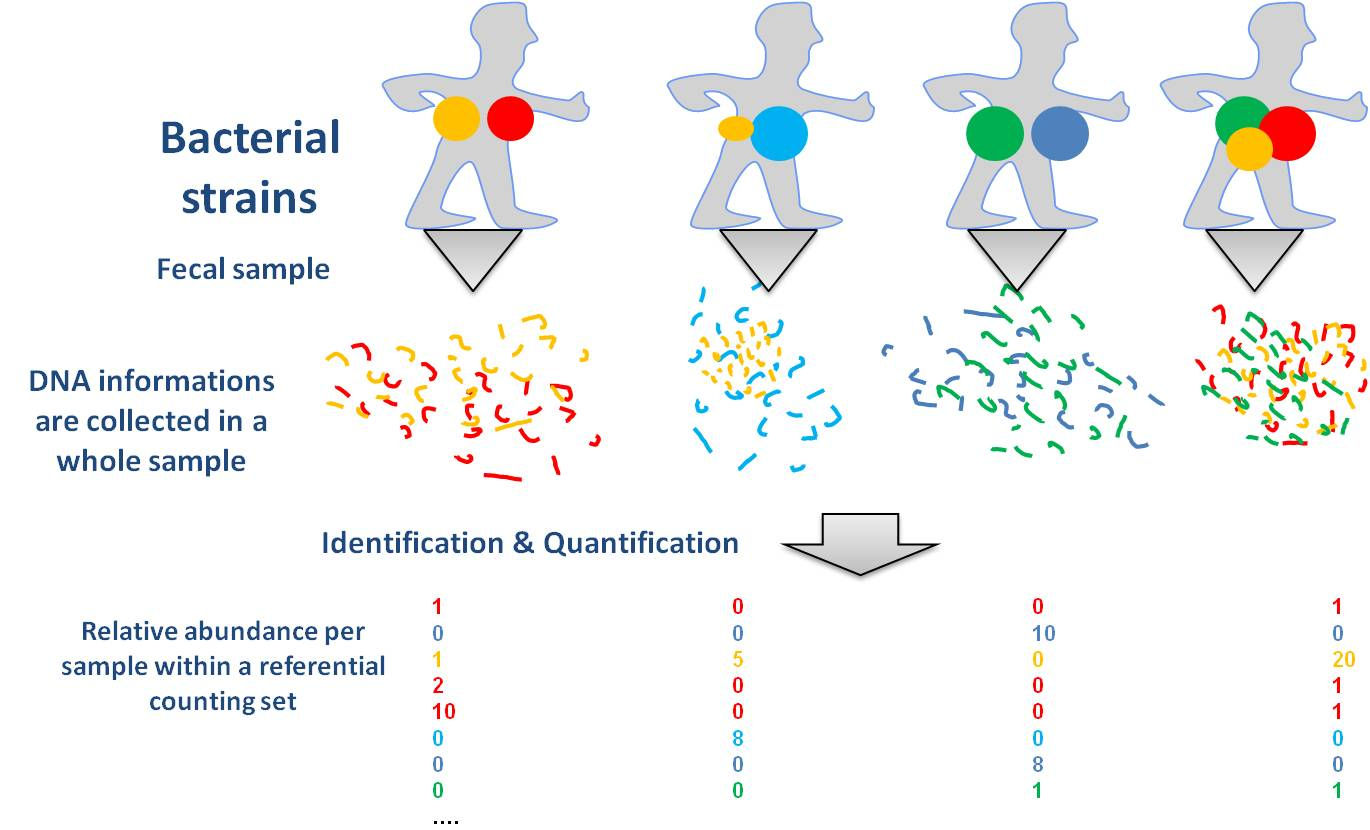 Bacterial
strains
Fecal sample
DNA informations
are collected in a
whole sample
Identification & Quantification
Relative abundance per
sample within a referential
counting set
1 0 0 1
0 0 10 0
1 5 0 20
2 0 0 1
10 0 0 1
0 8 0 0
0 0 8 0
0 0 1 1
....